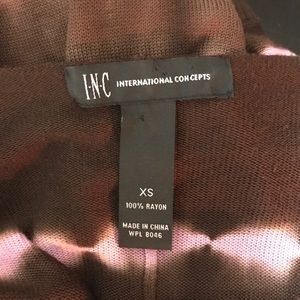 I·N·C INTERNATIONAL CONCEPTS
XS
100% RAYON
MADE IN CHINA
WPL 8046